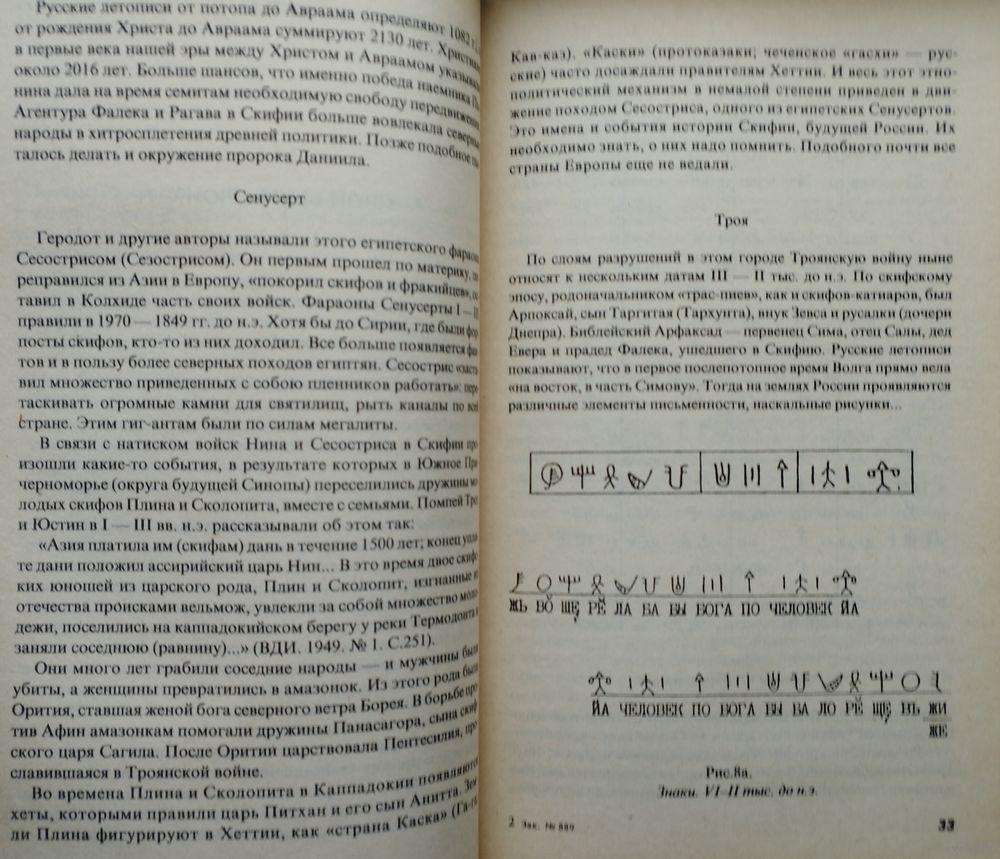 Русские летописи от потопа до Авраама определяют 1082 г.,
от рождения Христа до Авраама суммируют 2130 лет.
в первые века нашей эры между Христом и Авраамом
около 2016 лет. Больше шансов, что именно победа наемника
нина дала на время семитам необходимую свободу передвижения
Агентура Фалека и Рагава в Скифии больше вовлекала
народы в хитросплетения древней политики. Позже подобное
талось делать и окружение пророка Даниила.
Сенусерт
Геродот и другие авторы называли этого египетского
Сесострисом (Сезострисом). Он первым прошел по материку,
реправился из Азии в Европу, «покорил скифов и фракийцев»,
тавил в Колхиде часть своих войск. Фараоны Сенусерты I —
правили в 1970 — 1849 гг. до н.э. Хотя бы до Сирии, где были
посты скифов, кто-то из них доходил. Все больше появляется
тов и в пользу более северных походов египтян. Сесострис
вил множество приведенных с собою пленников работать»:
таскивать огромные камни для святилищ, рыть каналы по всей
стране. Этим гиг-антам были по силам мегалиты.
В связи с натиском войск Нина и Сесостриса в Скифии
изошли какие-то события, в результате которых в Южное
черноморье (округа будущей Синопы) переселились дружины
лодых скифов Плина и Сколопита, вместе с семьями. Помпей
и Юстин в I — III вв. н.э. рассказывали об этом так:
«Азия платила им (скифам) дань в течение 1500 лет; конец
те дани положил ассирийский царь Нин... В это время двое
ких юношей из царского рода, Плин и Сколопит, изгнанные
отечества происками вельмож, увлекли за собой множество
дежи, поселились на каппадокийском берегу у реки Термодонта
заняли соседнюю (равнину)...» (ВДИ. 1949. № 1. С.251).
Они много лет грабили соседние народы — и мужчины были
убиты, а женщины превратились в амазонок. Из этого рода была
Орития, ставшая женой бога северного ветра Борея. В борьбе
тив Афин амазонкам помогали дружины Панасагора, сына
ского царя Сагила. После Оритии царствовала Пентесилия,
славившаяся в Троянской войне.
Во времена Плина и Сколопита в Каппадокии появляются
хеты, которыми правили царь Питхан и его сын Анитта.
ли Плина фигурируют в Хеттии, как «страна Каска»
Кав-каз). «Каски» (протоказаки; чеченское «гасхи» — рус-
ские) часто досаждали правителям Хеттии. И весь этот этно-
политический механизм в немалой степени приведен в дви-
жение походом Сесостриса, одного из египетских Сенусертов.
Это имена и события истории Скифии, будущей России. Их
необходимо знать, о них надо помнить. Подобного почти все
страны Европы еще не ведали.
Троя
По слоям разрушений в этом городе Троянскую войну ныне
относят к нескольким датам III — II тыс. до н.э. По скифскому
эпосу, родоначальником «трас-пиев», как и скифов-катиаров, был
Арпоксай, сын Таргитая (Тархунта), внук Зевса и русалки (дочери
Днепра). Библейский Арфаксад — первенец Сима, отец Салы, дед
Евера и прадед Фалека, ушедшего в Скифию. Русские летописи
показывают, что в первое послепотопное время Волга прямо вела
«на восток, в часть Симову». Тогда на землях России проявляются
различные элементы письменности, наскальные рисунки...
ЖЬ ВО ЩЕ РЁ ЛА ВА ВЫ ВОГА ПО ЧЕЛОВЕК ЙА
ЙА ЧЕЛОВЕК ПО ВОГА ВЫ ВА ЛО РЁ ЩЕ ВЪ ЖИ
ЖЕ
Рис.8а.
Знаки. VI–II тыс. до н.э.
2 Зак. № 889
33